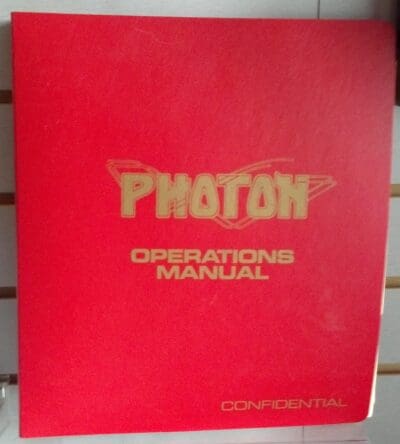 PHOTON
OPERATIONS
MANUAL
CONFIDENTIAL